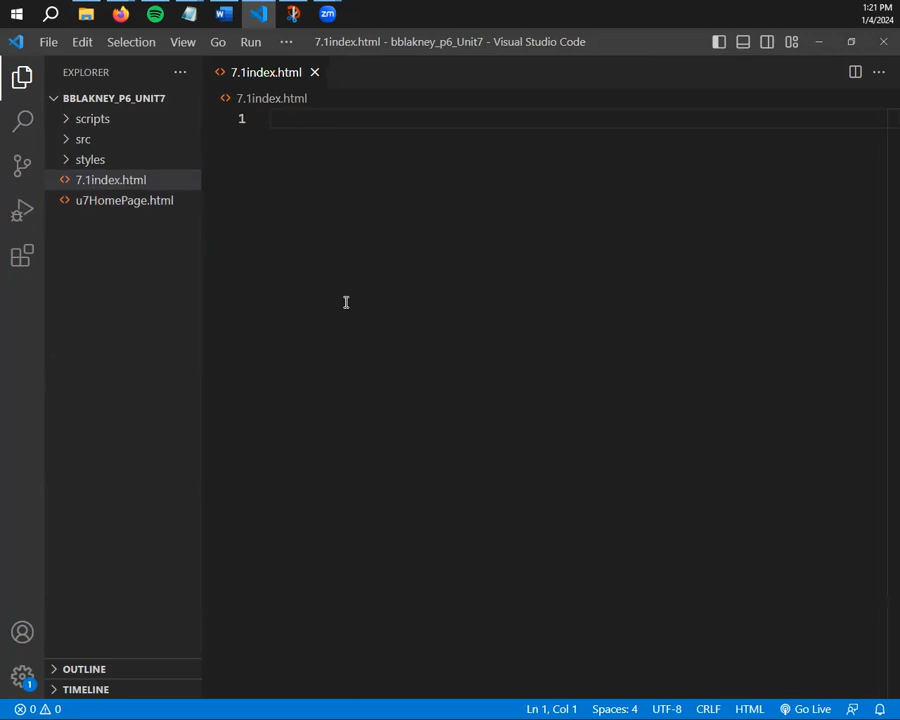 1:21 PM
1/4/2024
W
zm
File Edit Selection View Go Run ··· 7.1index.html - bblakney_p6_Unit7 - Visual Studio Code
EXPLORER ···
7.1index.html
BBLAKNEY_P6_UNIT7
7.1index.html
scripts
1
src
styles
7.1index.html
u7HomePage.html
OUTLINE
1
TIMELINE
0 0 Ln 1, Col 1 Spaces: 4 UTF-8 CRLF HTML Go Live